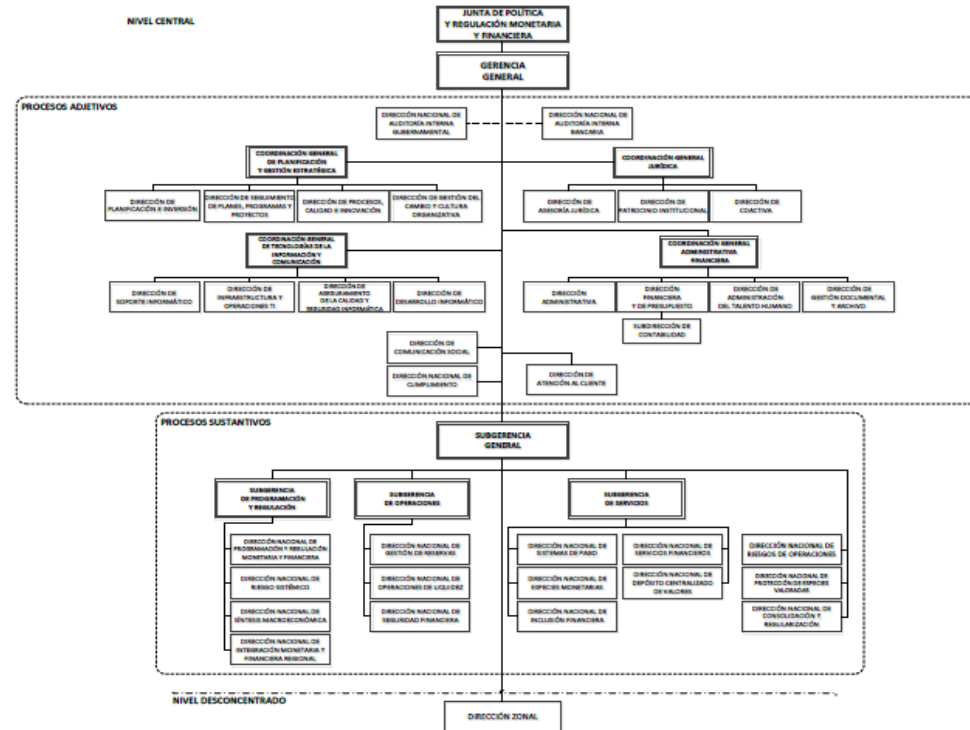 NIVEL CENTRAL
JUNTA DE POLÍTICA
Y REGULACIÓN MONETARIA
Y FINANCIERA
GERENCIA
GENERAL
PROCESOS ADJETIVOS
DIRECCIÓN NACIONAL DE
AUDITORÍA INTERNA
GUBERNAMENTAL
DIRECCIÓN NACIONAL DE
AUDITORÍA INTERNA
BANCARIA
COORDINACIÓN GENERAL
DE PLANIFICACIÓN
Y GESTIÓN ESTRATÉGICA
COORDINACIÓN GENERAL
JURÍDICA
DIRECCIÓN DE
PLANIFICACIÓN E INVERSIÓN
DIRECCIÓN DE SEGUIMIENTO
DE PLANES, PROGRAMAS Y
PROYECTOS
DIRECCIÓN DE PROCESOS,
CALIDAD E INNOVACIÓN
DIRECCIÓN DE GESTIÓN DEL
CAMBIO Y CULTURA
ORGANIZATIVA
DIRECCIÓN DE
ASESORÍA JURÍDICA
DIRECCIÓN DE
PATROCINIO INSTITUCIONAL
DIRECCIÓN DE
COACTIVA
COORDINACIÓN GENERAL
DE TECNOLOGÍAS DE LA
INFORMACIÓN Y
COMUNICACIÓN
COORDINACIÓN GENERAL
ADMINISTRATIVA
FINANCIERA
DIRECCIÓN DE
SOPORTE INFORMÁTICO
DIRECCIÓN DE
INFRAESTRUCTURA Y
OPERACIONES TI
DIRECCIÓN DE
ASEGURAMIENTO
DE LA CALIDAD Y
SEGURIDAD INFORMÁTICA
DIRECCIÓN DE
DESARROLLO INFORMÁTICO
DIRECCIÓN
ADMINISTRATIVA
DIRECCIÓN
FINANCIERA
Y DE PRESUPUESTO
DIRECCIÓN DE
ADMINISTRACIÓN
DEL TALENTO HUMANO
DIRECCIÓN DE
GESTIÓN DOCUMENTAL
Y ARCHIVO
SUBDIRECCIÓN DE
CONTABILIDAD
DIRECCIÓN DE
COMUNICACIÓN SOCIAL
DIRECCIÓN NACIONAL DE
CUMPLIMIENTO
DIRECCIÓN DE
ATENCIÓN AL CLIENTE
PROCESOS SUSTANTIVOS
SUBGERENCIA
GENERAL
SUBGERENCIA
DE PROGRAMACIÓN
Y REGULACIÓN
SUBGERENCIA
DE OPERACIONES
SUBGERENCIA
DE SERVICIOS
DIRECCIÓN NACIONAL DE
PROGRAMACIÓN Y REGULACIÓN
MONETARIA Y FINANCIERA
DIRECCIÓN NACIONAL DE
RIESGO SISTÉMICO
DIRECCIÓN NACIONAL DE
SÍNTESIS MACROECONÓMICA
DIRECCIÓN NACIONAL DE
INTEGRACIÓN MONETARIA Y
FINANCIERA REGIONAL
DIRECCIÓN NACIONAL DE
GESTIÓN DE RESERVAS
DIRECCIÓN NACIONAL DE
OPERACIONES DE LIQUIDEZ
DIRECCIÓN NACIONAL DE
SEGURIDAD FINANCIERA
DIRECCIÓN NACIONAL DE
SISTEMAS DE PAGO
DIRECCIÓN NACIONAL DE
ESPECIES MONETARIAS
DIRECCIÓN NACIONAL DE
INCLUSIÓN FINANCIERA
DIRECCIÓN NACIONAL DE
SERVICIOS FINANCIEROS
DIRECCIÓN NACIONAL DE
DEPÓSITO CENTRALIZADO
DE VALORES
DIRECCIÓN NACIONAL DE
RIESGOS DE OPERACIONES
DIRECCIÓN NACIONAL DE
PROTECCIÓN DE ESPECIES
VALORADAS
DIRECCIÓN NACIONAL DE
CONSOLIDACIÓN Y
REGULARIZACIÓN
NIVEL DESCONCENTRADO
DIRECCIÓN ZONAL